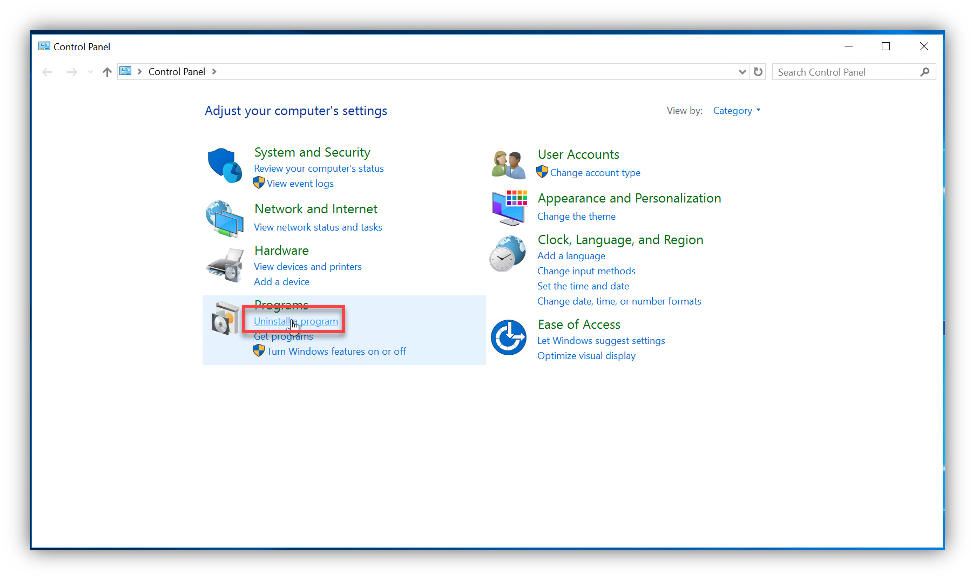 Control Panel
Control Panel
Search Control Panel
Adjust your computer's settings
View by: Category
System and Security
Review your computer's status
View event logs
Network and Internet
View network status and tasks
Hardware
View devices and printers
Add a device
Programs
Uninstall a program
Get programs
Turn Windows features on or off
User Accounts
Change account type
Appearance and Personalization
Change the theme
Clock, Language, and Region
Add a language
Change input methods
Set the time and date
Change date, time, or number formats
Ease of Access
Let Windows suggest settings
Optimize visual display